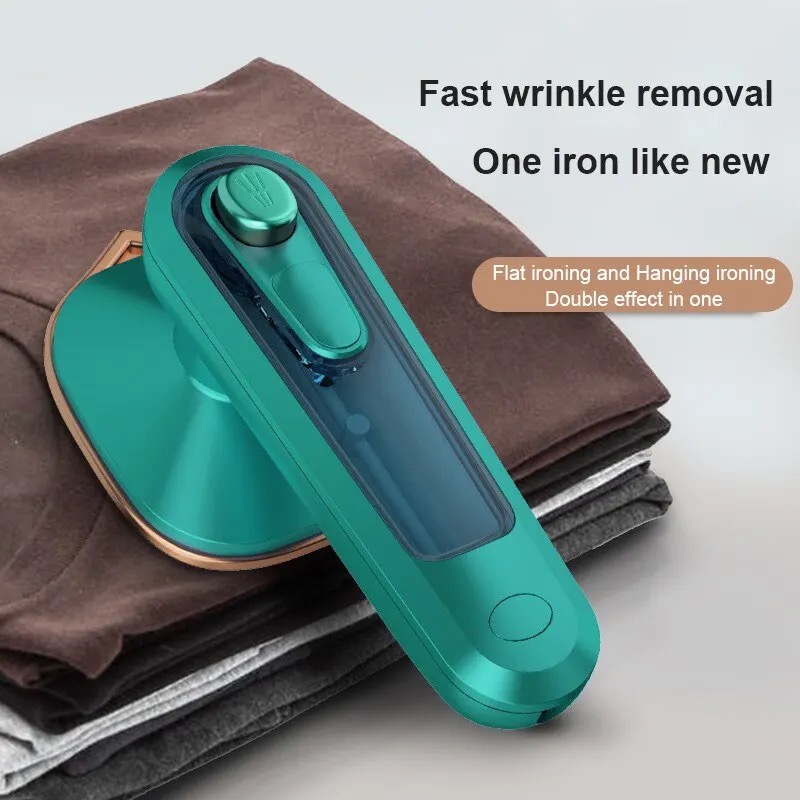 Fast wrinkle removal
One iron like new
Flat ironing and Hanging ironing
Double effect in one